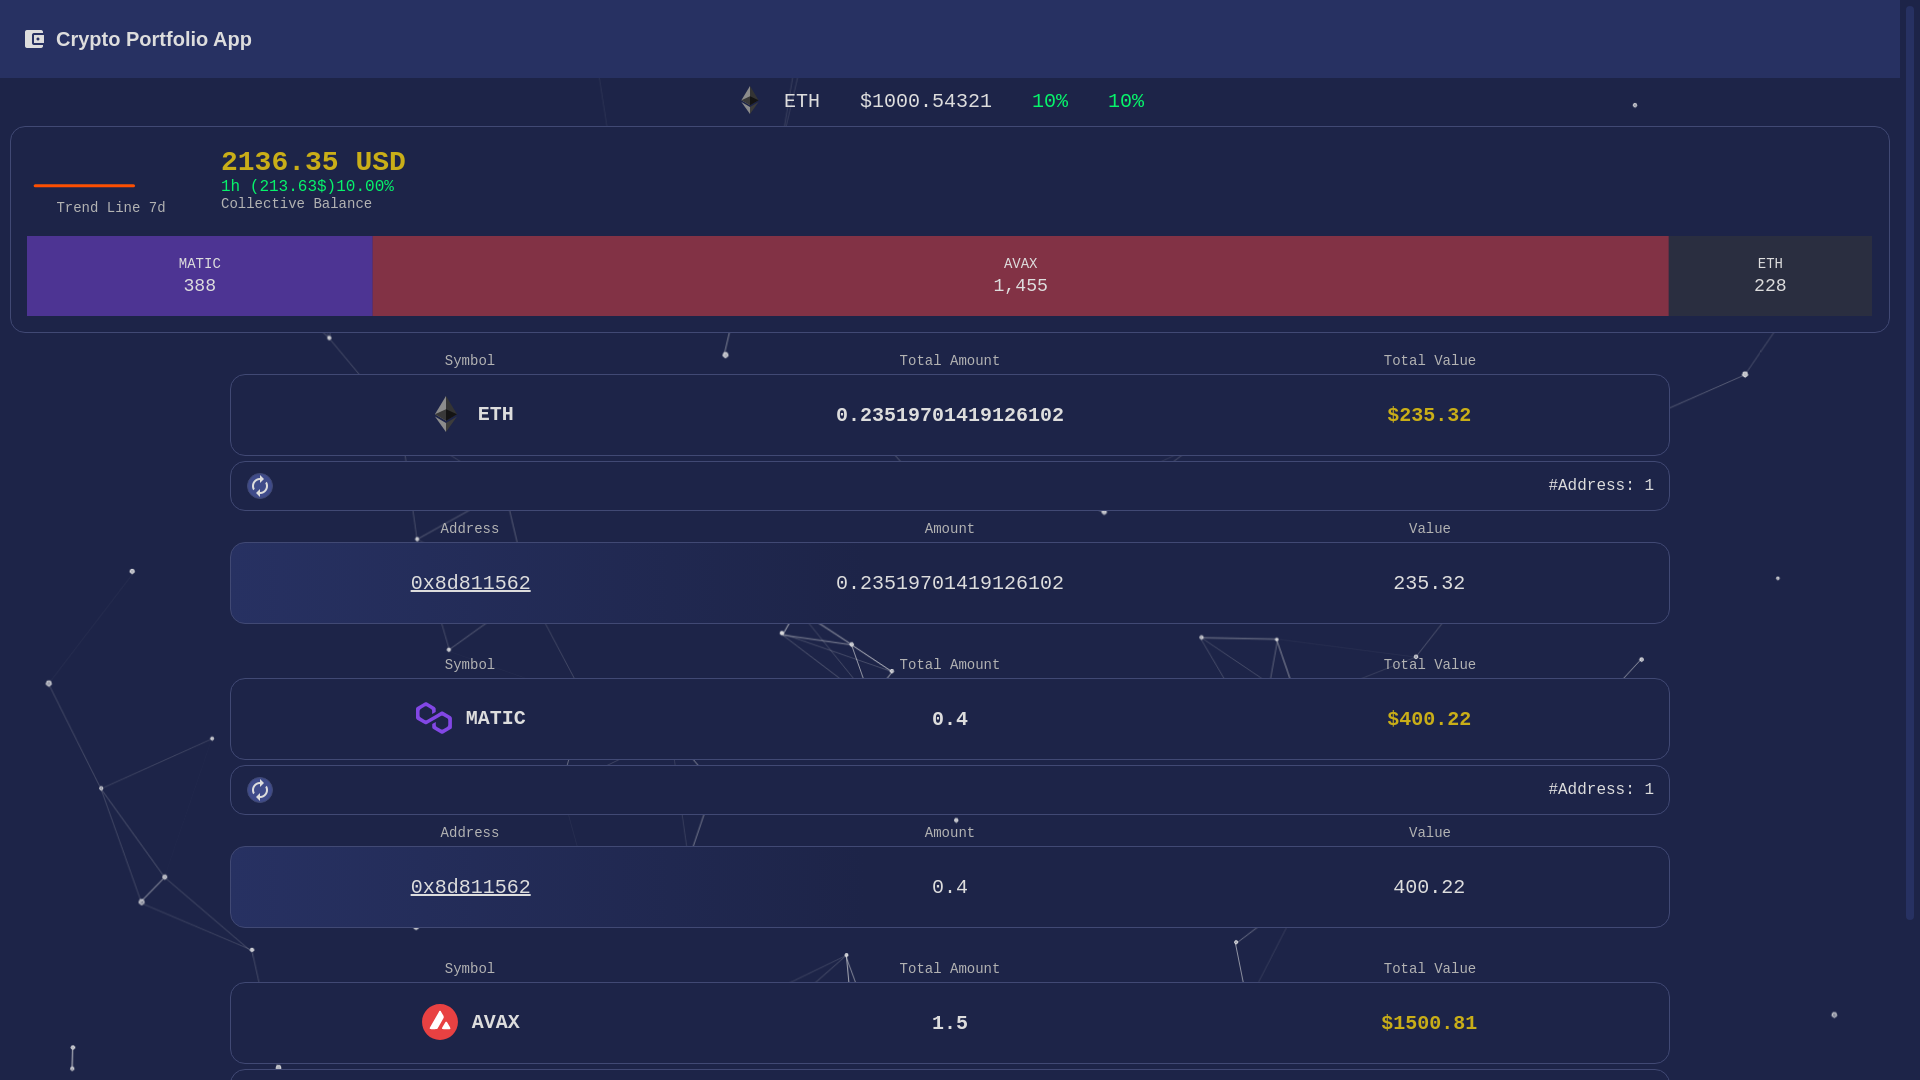 Crypto Portfolio App
ETH $1000.54321 10% 10%
2136.35 USD
1h (213.63$)10.00%
Collective Balance
Trend Line 7d
MATIC AVAX ETH
388 1,455 228
Symbol Total Amount Total Value
ETH 0.23519701419126102 $235.32
#Address: 1
Address Amount Value
0x8d811562 0.23519701419126102 235.32
Symbol Total Amount Total Value
MATIC 0.4 $400.22
#Address: 1
Address Amount Value
0x8d811562 0.4 400.22
Symbol Total Amount Total Value
AVAX 1.5 $1500.81